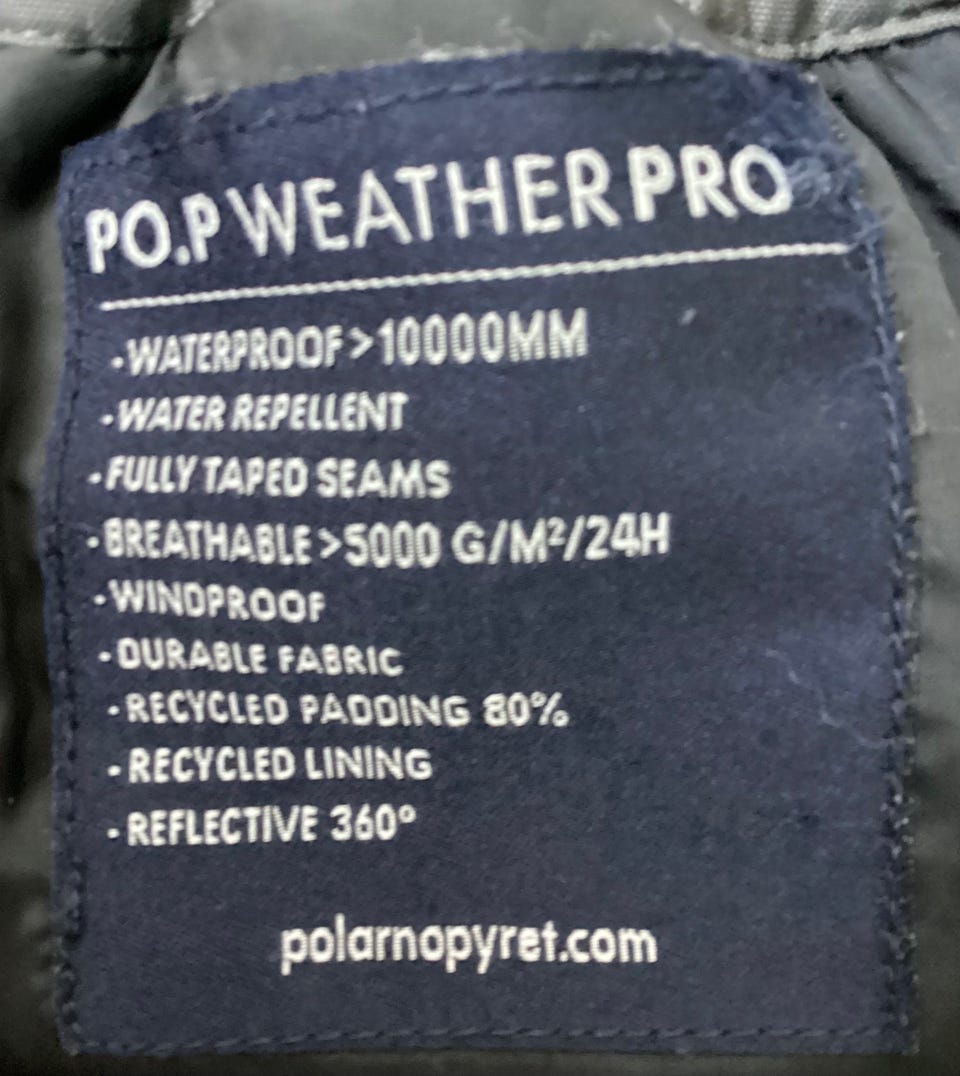 PO.P WEATHER PRO
-WATERPROOF >10000MM
-WATER REPELLENT
-FULLY TAPED SEAMS
-BREATHABLE >5000 G/M²/24H
-WINDPROOF
-DURABLE FABRIC
-RECYCLED PADDING 80%
-RECYCLED LINING
-REFLECTIVE 360°
polarnopyret.com